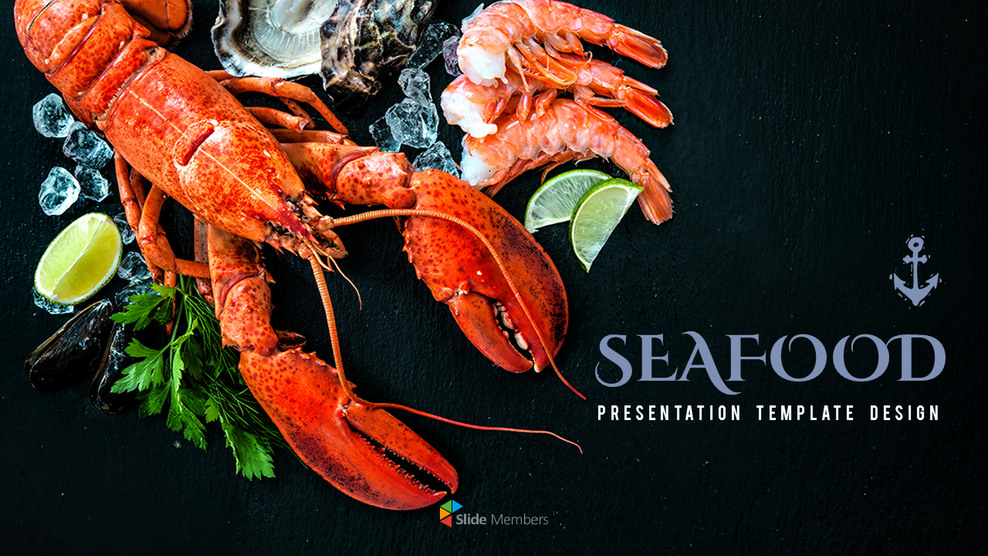 SEAFOOD
PRESENTATION TEMPLATE DESIGN
Slide Members